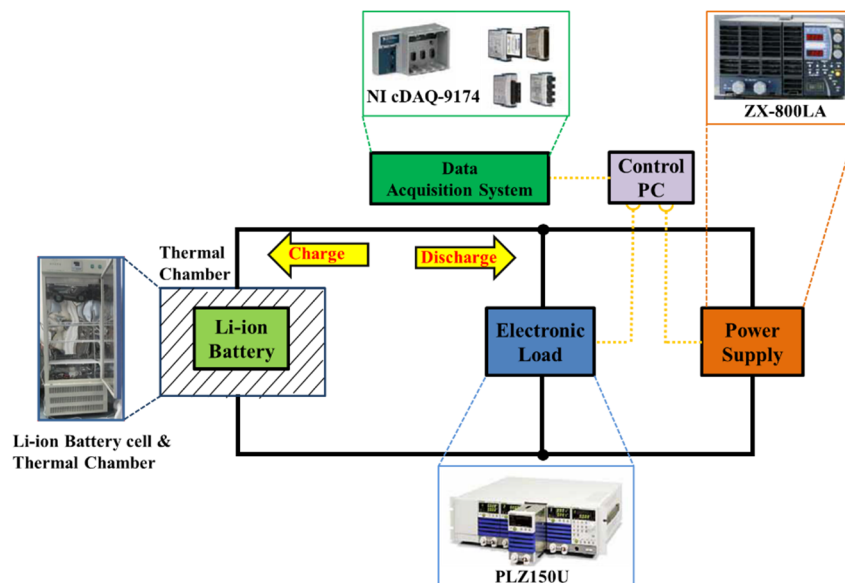 NI cDAQ-9174
ZX-800LA
Data
Acquisition System
Control
PC
Thermal
Chamber
Charge
Discharge
Li-ion
Battery
Electronic
Load
Power
Supply
Li-ion Battery cell &
Thermal Chamber
PLZ150U